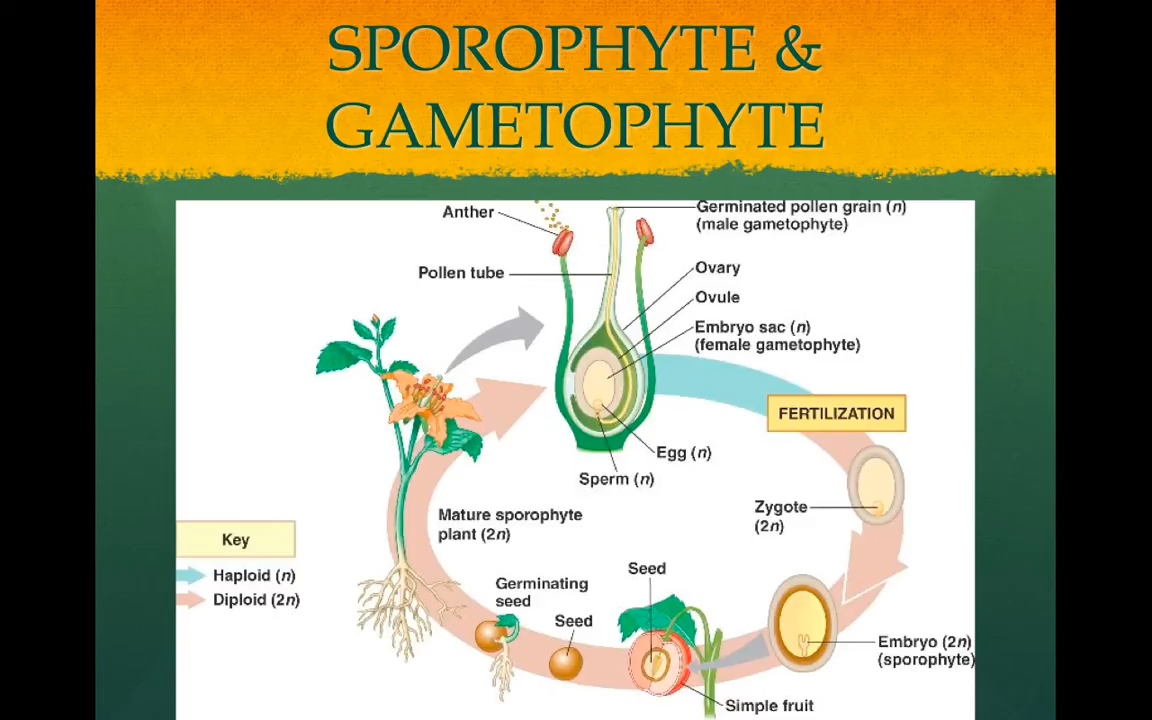 SPOROPHYTE &
GAMETOPHYTE
Anther
Germinated pollen grain (n)
(male gametophyte)
Pollen tube
Ovary
Ovule
Embryo sac (n)
(female gametophyte)
FERTILIZATION
Egg (n)
Sperm (n)
Zygote
(2n)
Mature sporophyte
plant (2n)
Key
Haploid (n)
Diploid (2n)
Germinating
seed
Seed
Seed
Embryo (2n)
(sporophyte)
Simple fruit